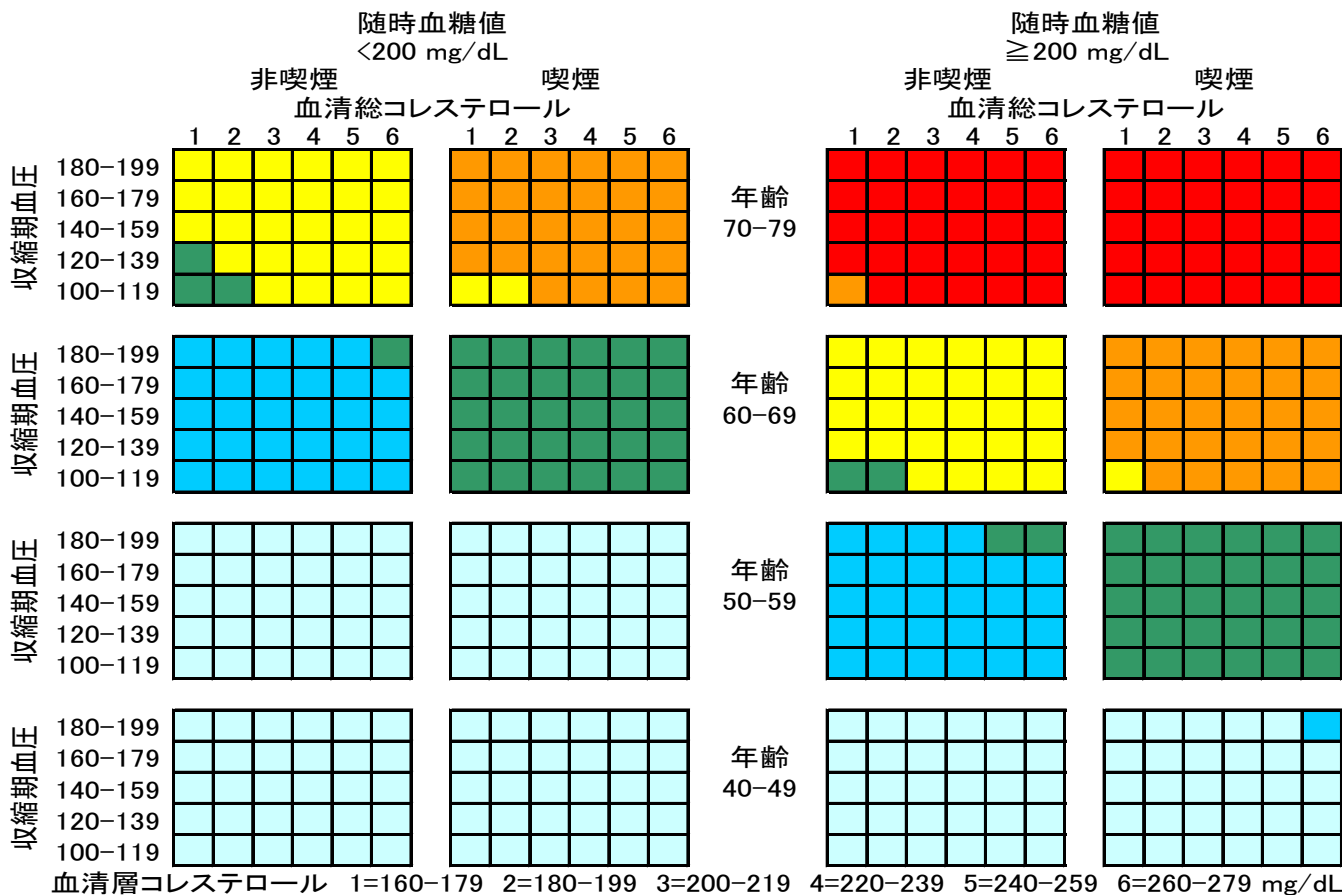 随時血糖値 随時血糖値
<200 mg/dL ≧200 mg/dL
非喫煙 喫煙 非喫煙 喫煙
血清総コレステロール 血清総コレステロール
1 2 3 4 5 6 1 2 3 4 5 6 1 2 3 4 5 6 1 2 3 4 5 6
収縮期血圧
180-199
160-179
140-159
120-139
100-119
年齢
70-79
収縮期血圧
180-199
160-179
140-159
120-139
100-119
年齢
60-69
収縮期血圧
180-199
160-179
140-159
120-139
100-119
年齢
50-59
収縮期血圧
180-199
160-179
140-159
120-139
100-119
年齢
40-49
血清層コレステロール 1=160-179 2=180-199 3=200-219 4=220-239 5=240-259 6=260-279 mg/dl